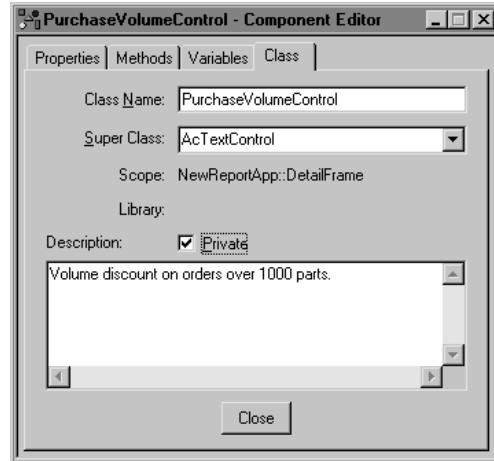 PurchaseVolumeControl - Component Editor
Properties Methods Variables Class
Class Name: PurchaseVolumeControl
Super Class: AcTextControl
Scope: NewReportApp::DetailFrame
Library:
Description: Private
Volume discount on orders over 1000 parts.
Close